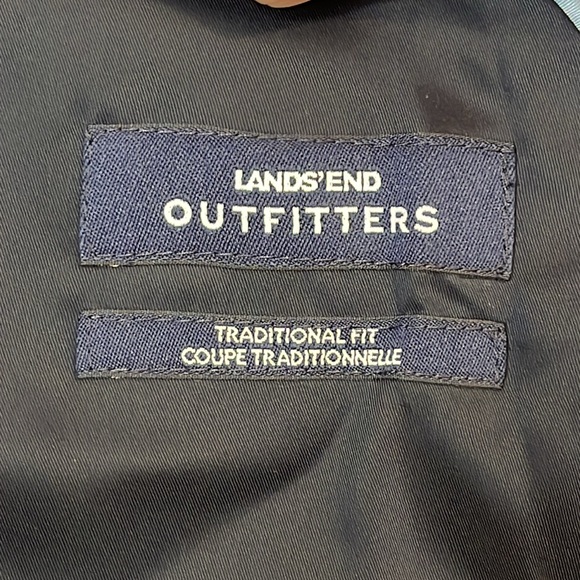 LANDS'END
OUTFITTERS
TRADITIONAL FIT
COUPE TRADITIONNELLE